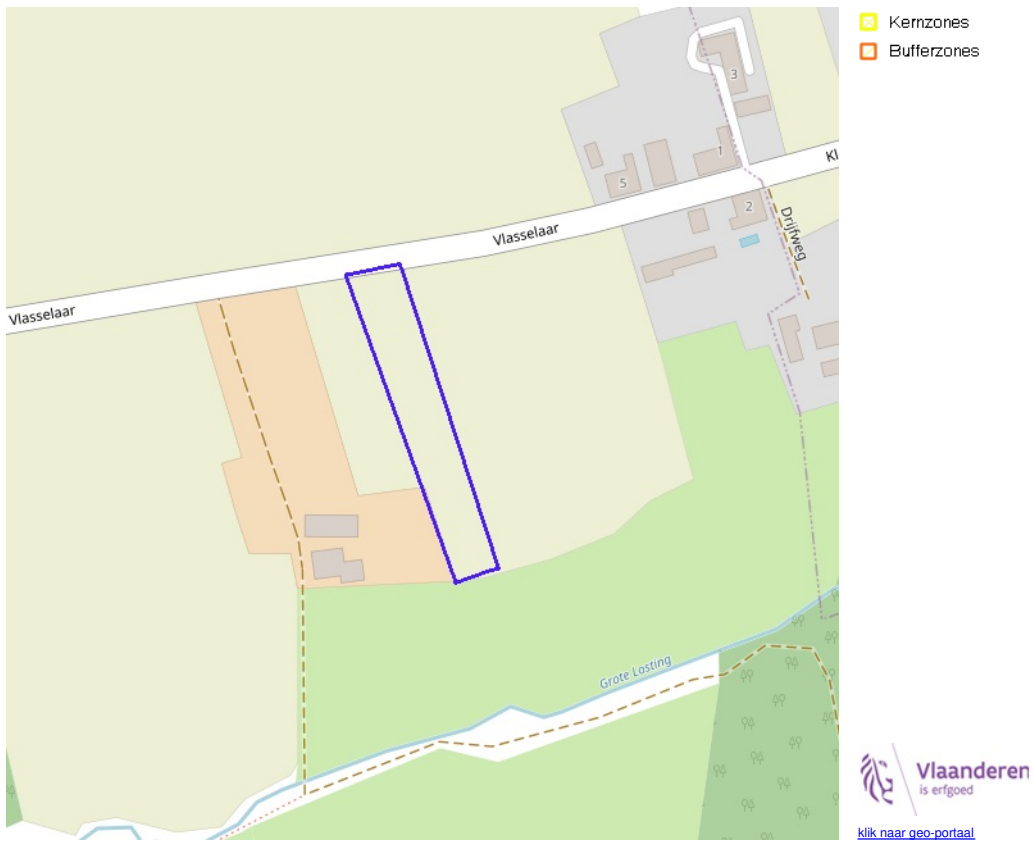 Kernzones
Bufferzones
3
1
Kl
5
2
Vlasselaar
Drijfweg
Vlasselaar
Grote Losting
Vlaanderen
is erfgoed
klik naar geo-portaal